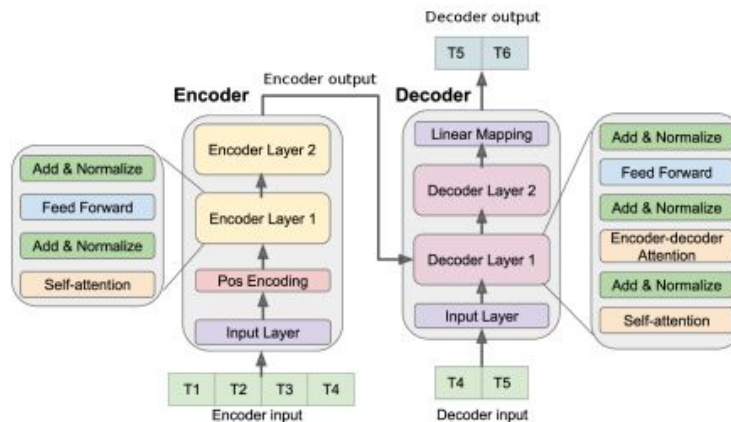 Decoder output
T5 T6
Encoder output
Encoder
Decoder
Add & Normalize
Feed Forward
Add & Normalize
Self-attention
Encoder Layer 2
Encoder Layer 1
Pos Encoding
Input Layer
T1 T2 T3 T4
Encoder input
Linear Mapping
Decoder Layer 2
Decoder Layer 1
Input Layer
T4 T5
Decoder input
Add & Normalize
Feed Forward
Add & Normalize
Encoder-decoder
Attention
Add & Normalize
Self-attention